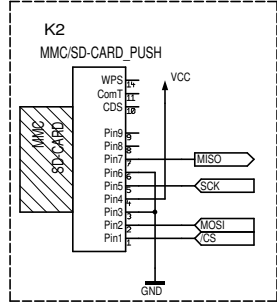 K2
MMC/SD-CARD_PUSH
VCC
WPS 14
ComT 11
CDS 10
MMC
SD-CARD
Pin9 9
Pin8 8
Pin7 7 MISO
Pin6 6
Pin5 5 SCK
Pin4 4
Pin3 3
Pin2 2 MOSI
Pin1 1 /CS
GND